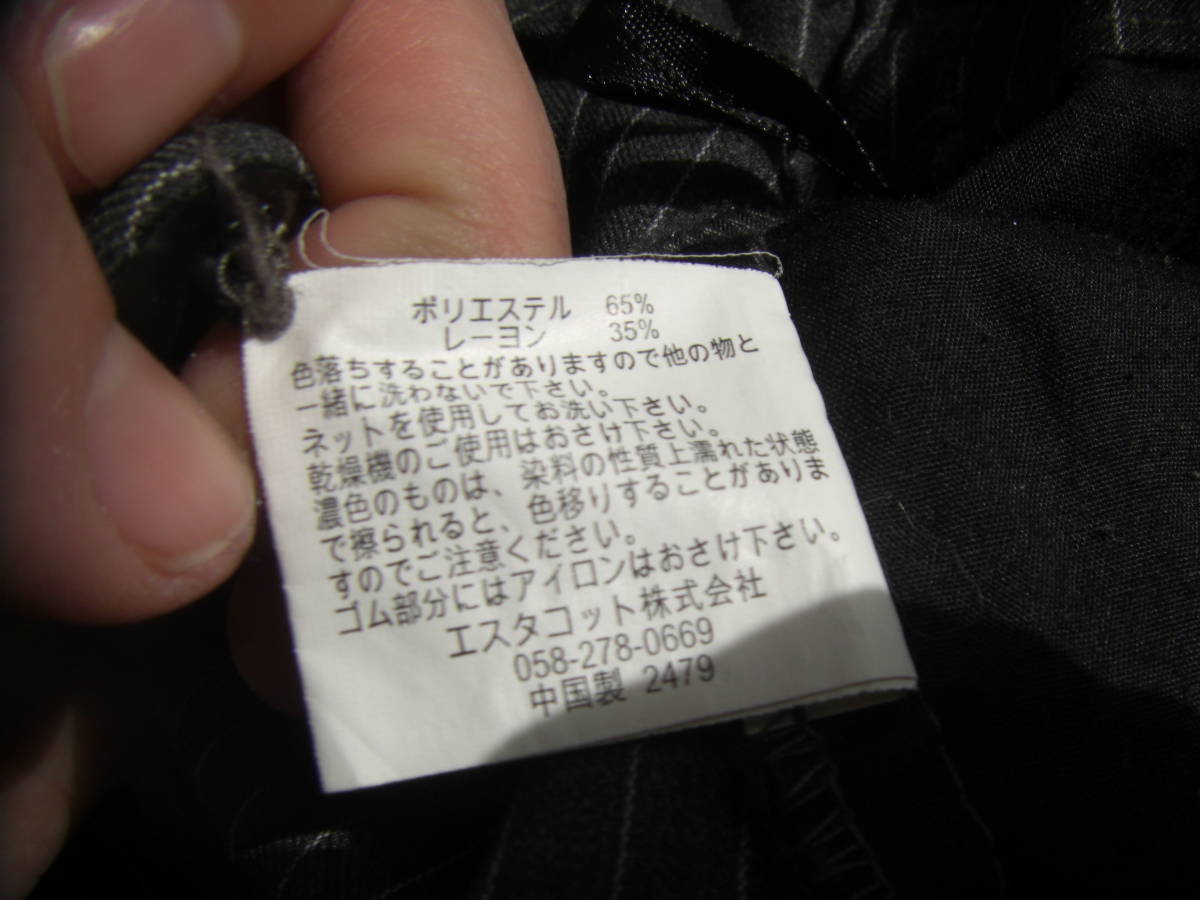 ポリエステル 65%
レーヨン 35%
色落ちすることがありますので他の物と
一緒に洗わないで下さい。
ネットを使用してお洗い下さい。
乾燥機のご使用はおさけ下さい。
濃色のものは、染料の性質上濡れた状態
で擦られると、色移りすることがありま
すのでご注意ください。
ゴム部分にはアイロンはおさけ下さい。
エスタコット株式会社
058-278-0669
中国製 2479